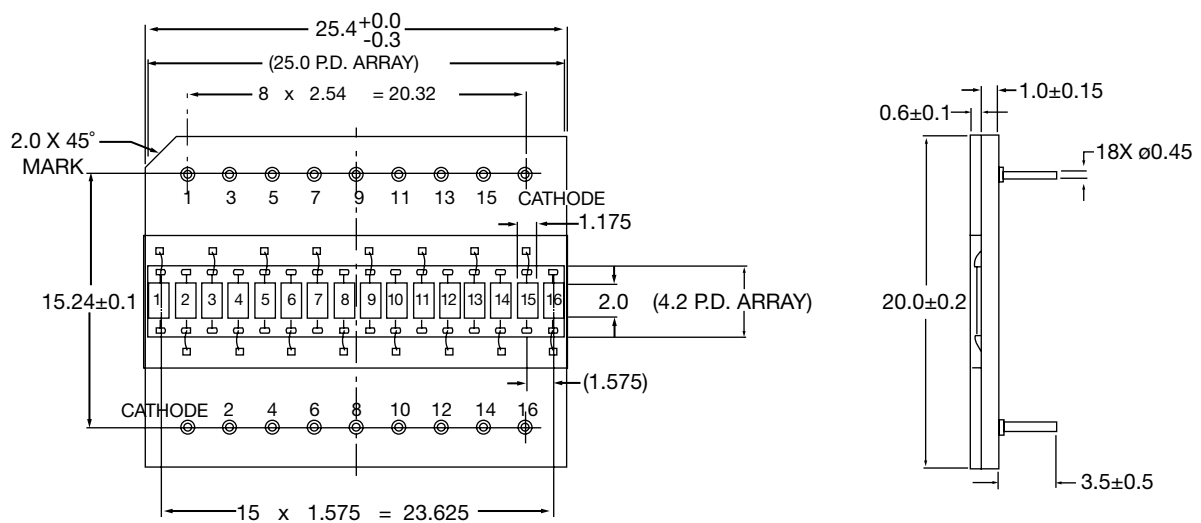 25.4 +0.0 -0.3
(25.0 P.D. ARRAY)
8 x 2.54 = 20.32
2.0 X 45°
MARK
1 3 5 7 9 11 13 15 CATHODE
1.175
15.24±0.1
1 2 3 4 5 6 7 8 9 10 11 12 13 14 15 16
2.0 (4.2 P.D. ARRAY)
(1.575)
CATHODE 2 4 6 8 10 12 14 16
15 x 1.575 = 23.625
1.0±0.15
0.6±0.1
18X ø0.45
20.0±0.2
3.5±0.5